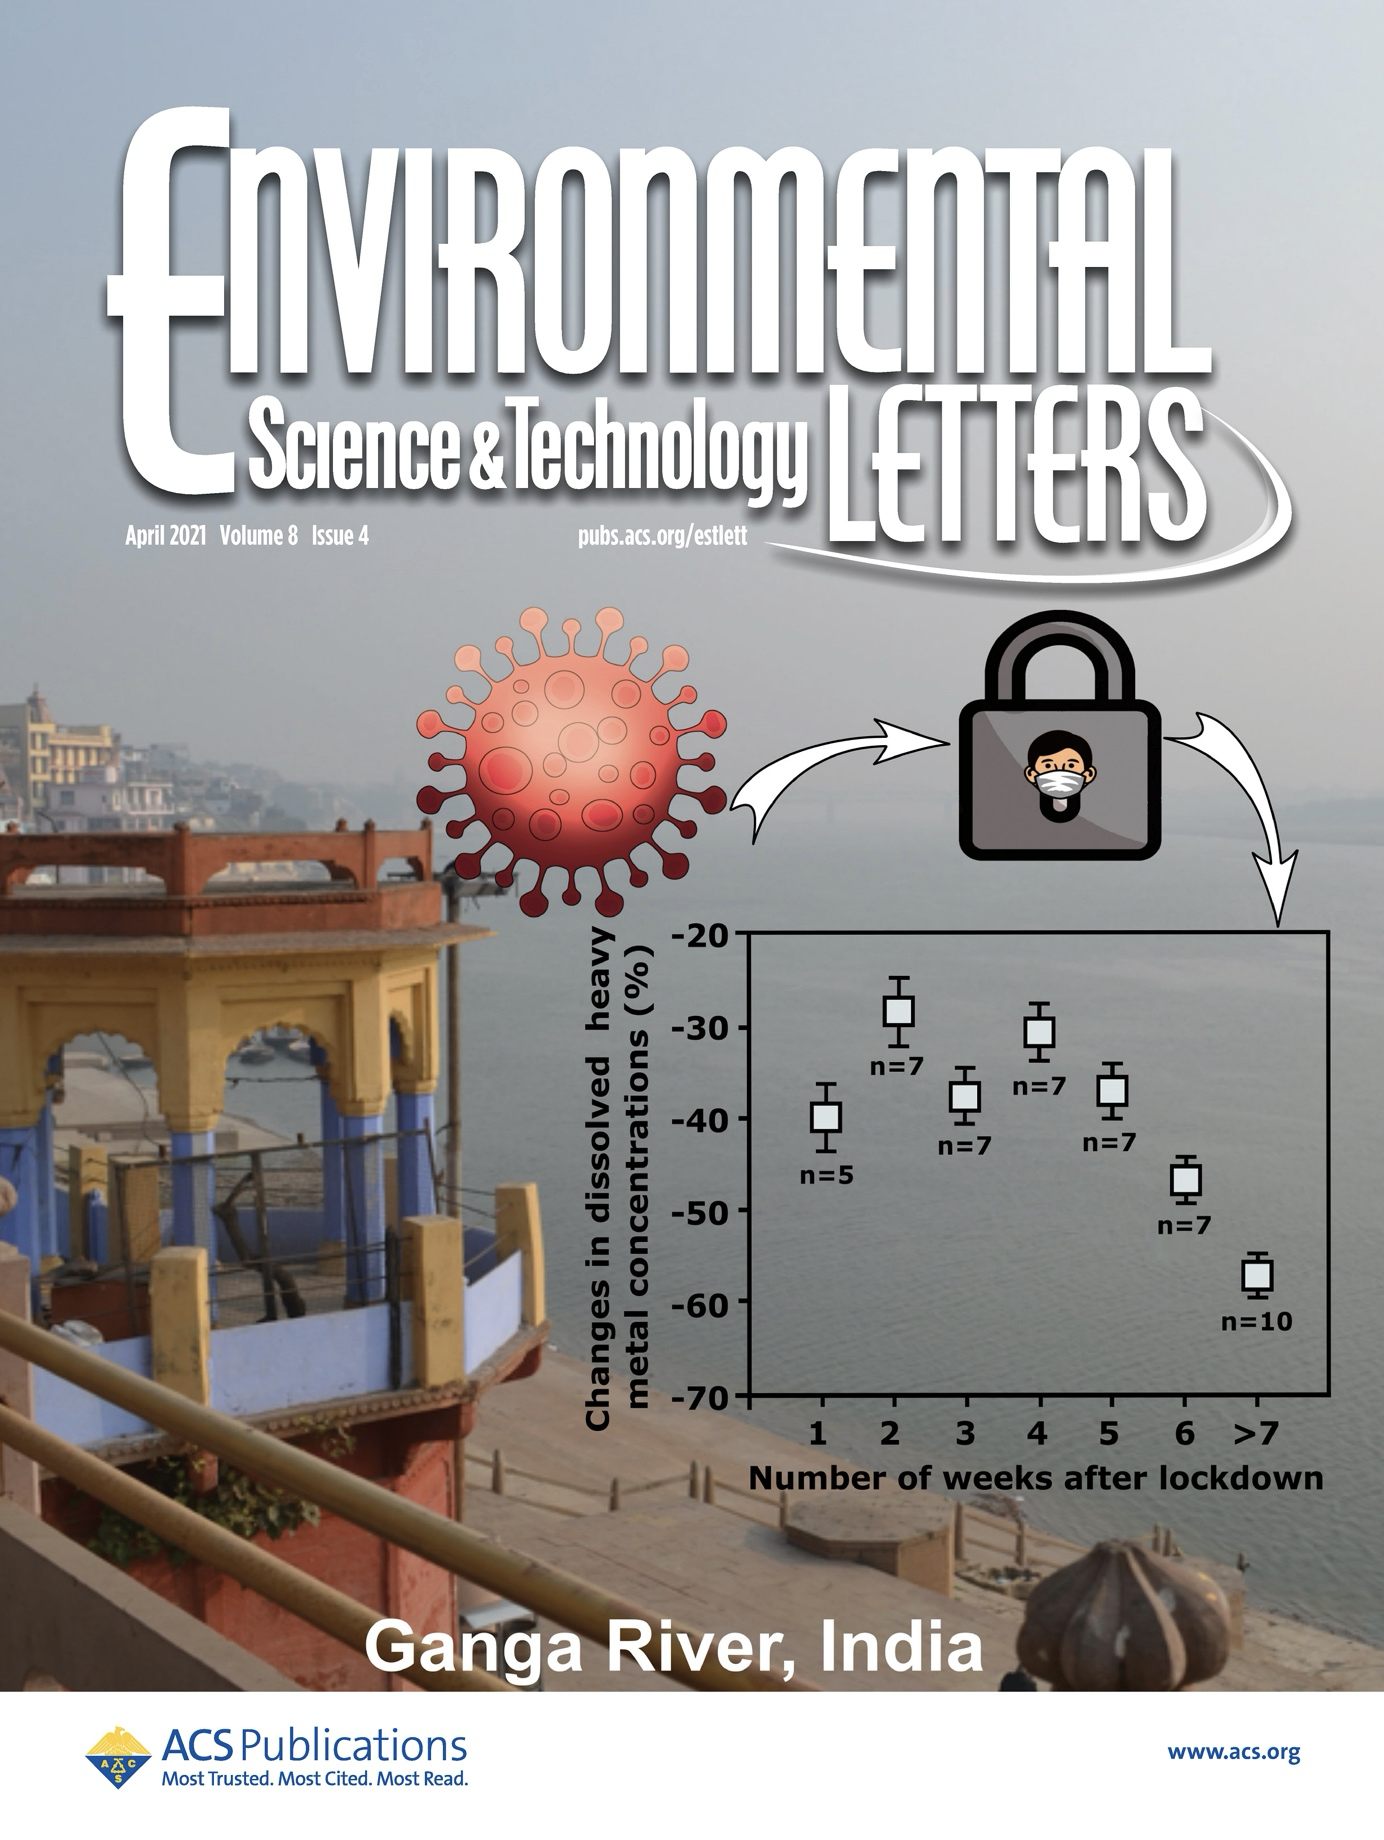 ENVIRONMENTAL
Science & Technology LETTERS
April 2021 Volume 8 Issue 4
pubs.acs.org/estlett
Changes in dissolved heavy
metal concentrations (%)
-20
-30
-40
-50
-60
-70
n=5
n=7
n=7
n=7
n=7
n=7
n=10
1 2 3 4 5 6 >7
Number of weeks after lockdown
Ganga River, India
A C S
ACS Publications
Most Trusted. Most Cited. Most Read.
www.acs.org